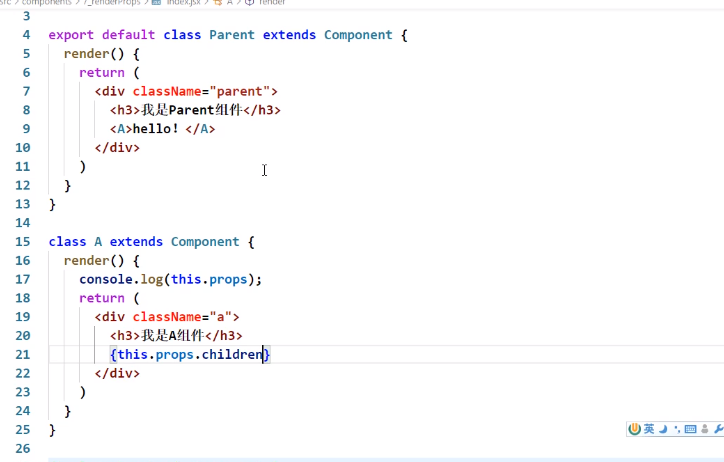 src > components > 7_renderProps > index.jsx > A > render
3
4 export default class Parent extends Component {
5 render() {
6 return (
7 <div className="parent">
8 <h3>我是Parent组件</h3>
9 <A>hello！</A>
10 </div>
11 )
12 }
13 }
14
15 class A extends Component {
16 render() {
17 console.log(this.props);
18 return (
19 <div className="a">
20 <h3>我是A组件</h3>
21 {this.props.children}
22 </div>
23 )
24 }
25 }
26
英